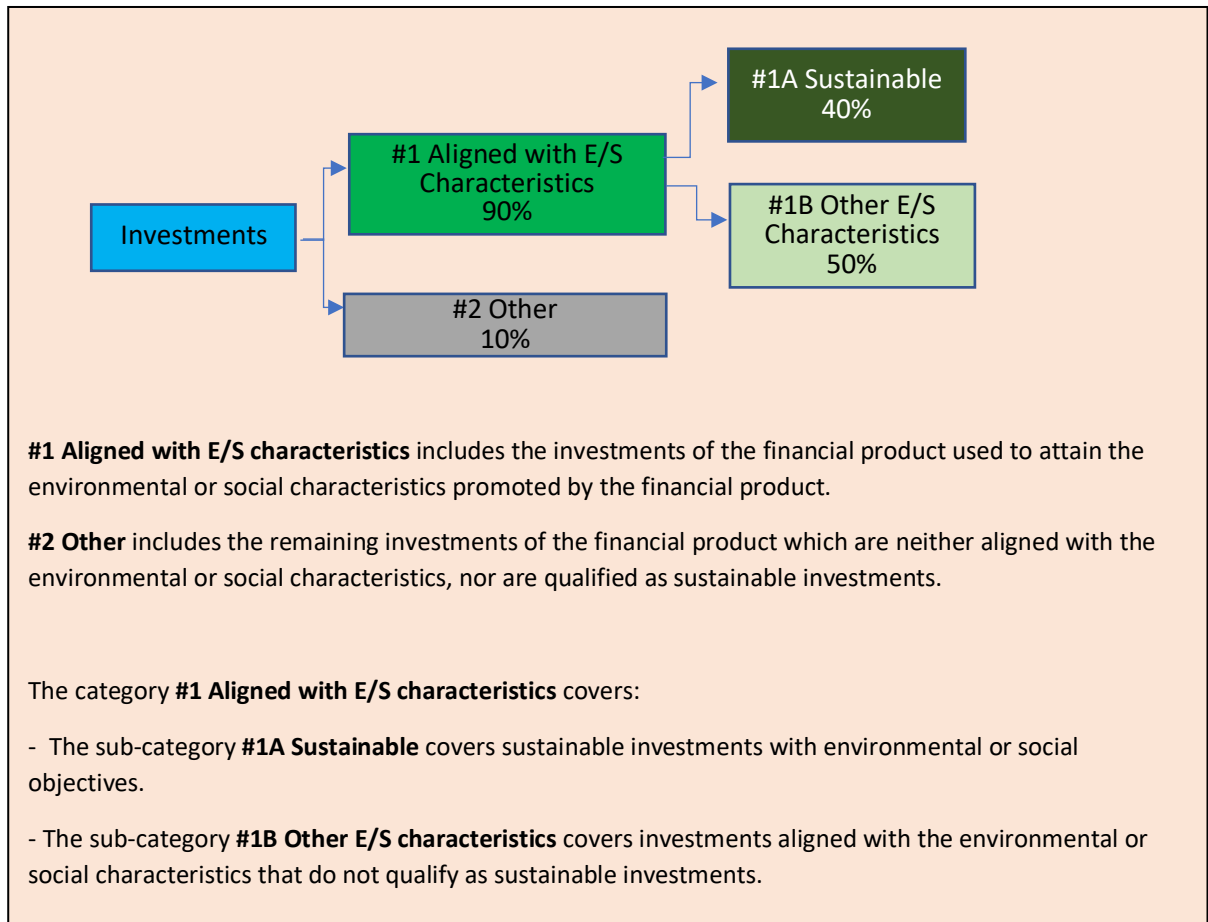 #1A Sustainable
40%
#1 Aligned with E/S
Characteristics
90%
#1B Other E/S
Characteristics
50%
Investments
#2 Other
10%
#1 Aligned with E/S characteristics includes the investments of the financial product used to attain the
environmental or social characteristics promoted by the financial product.
#2 Other includes the remaining investments of the financial product which are neither aligned with the
environmental or social characteristics, nor are qualified as sustainable investments.
The category #1 Aligned with E/S characteristics covers:
- The sub-category #1A Sustainable covers sustainable investments with environmental or social
objectives.
- The sub-category #1B Other E/S characteristics covers investments aligned with the environmental or
social characteristics that do not qualify as sustainable investments.